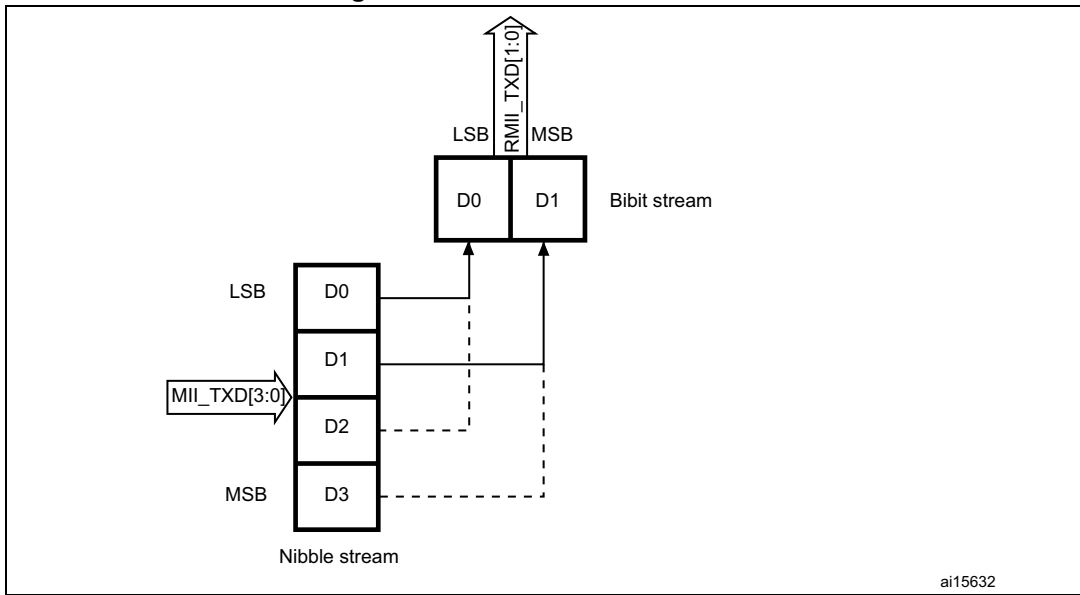 RMII_TXD[1:0]
LSB MSB
D0 D1 Bibit stream
LSB D0
D1
MII_TXD[3:0]
D2
MSB D3
Nibble stream
ai15632